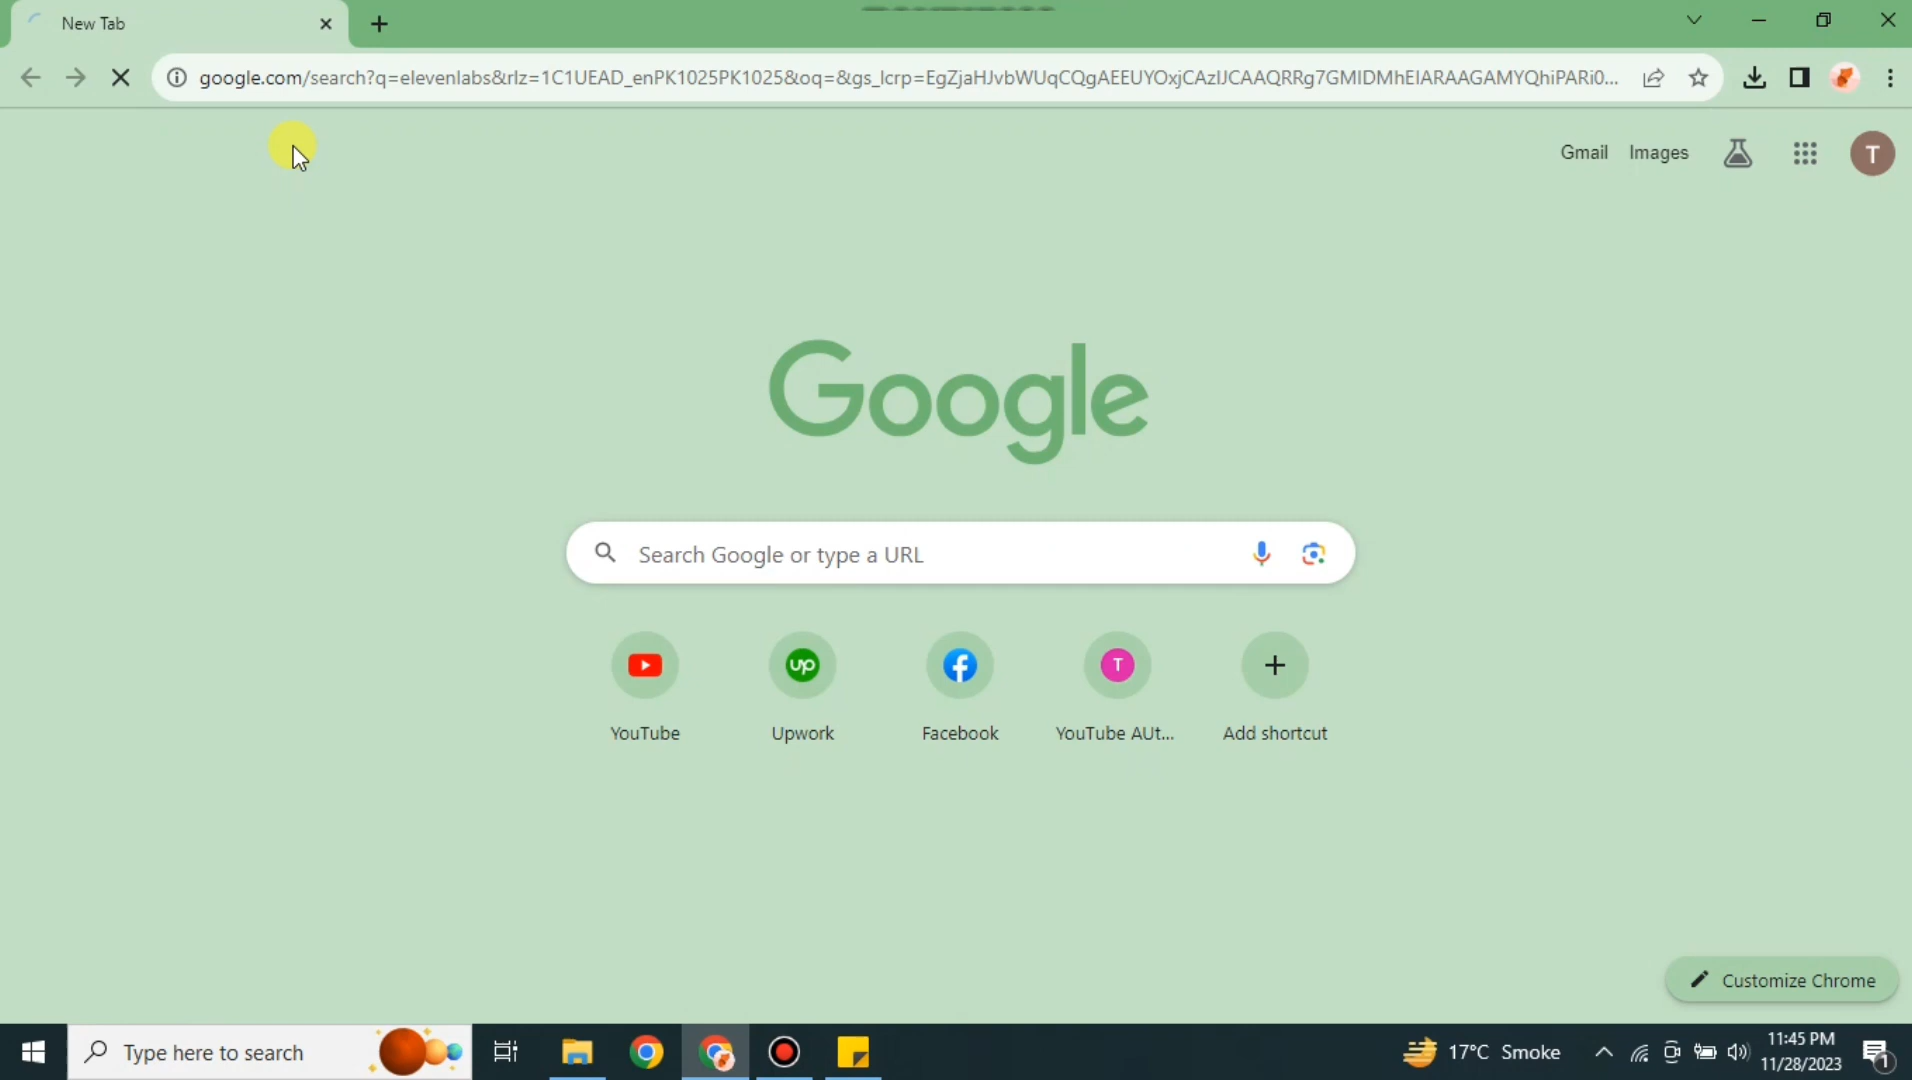 New Tab
google.com/search?q=elevenlabs&rlz=1C1UEAD_enPK1025PK1025&oq=&gs_lcrp=EgZjaHJvbWUqCQgAEEUYOxjCAzIJCAAQRRg7GMIDMhEIARAAGAMYQhiPARi0...
Gmail Images T
Google
Search Google or type a URL
up T
YouTube Upwork Facebook YouTube AUt... Add shortcut
Customize Chrome
Type here to search
17°C Smoke
11:45 PM
11/28/2023
1